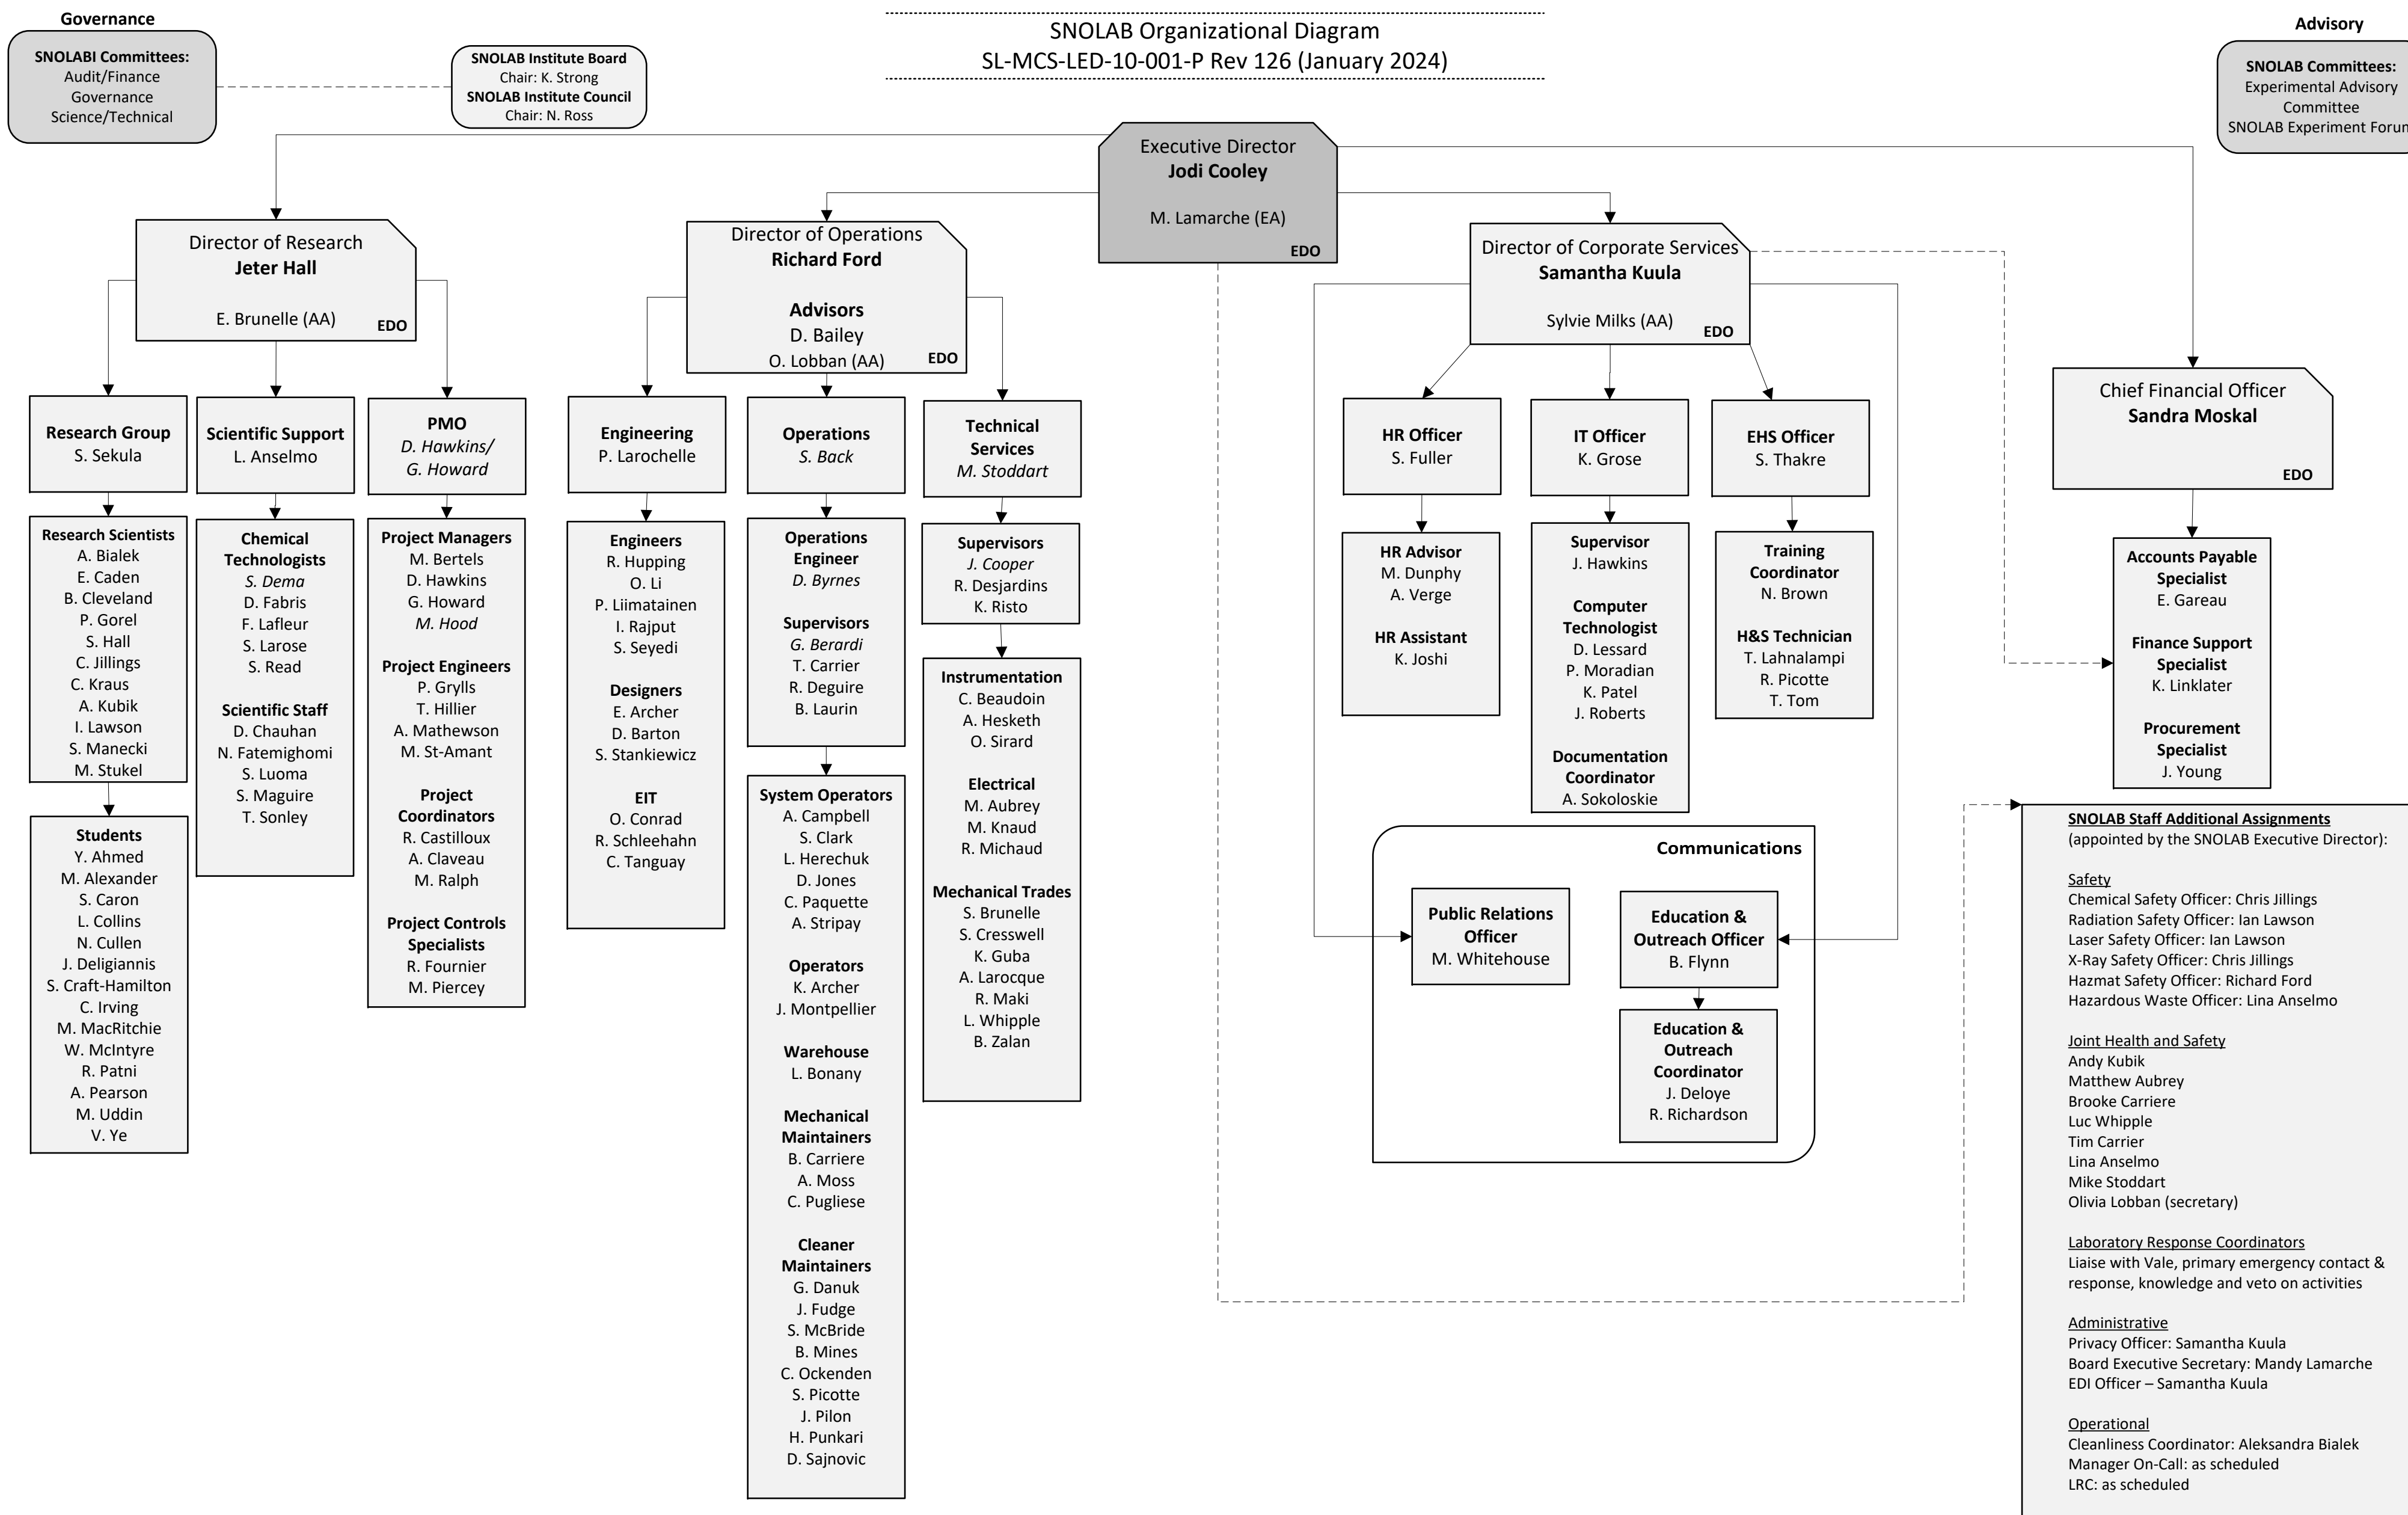 Governance
SNOLABI Committees:
Audit/Finance
Governance
Science/Technical
SNOLAB Institute Board
Chair: K. Strong
SNOLAB Institute Council
Chair: N. Ross
SNOLAB Organizational Diagram
SL-MCS-LED-10-001-P Rev 126 (January 2024)
Advisory
SNOLAB Committees:
Experimental Advisory
Committee
SNOLAB Experiment Forum
Executive Director
Jodi Cooley
M. Lamarche (EA)
EDO
Director of Research
Jeter Hall
E. Brunelle (AA)
EDO
Director of Operations
Richard Ford
Advisors
D. Bailey
O. Lobban (AA)
EDO
Director of Corporate Services
Samantha Kuula
Sylvie Milks (AA)
EDO
Chief Financial Officer
Sandra Moskal
EDO
Research Group
S. Sekula
Research Scientists
A. Bialek
E. Caden
B. Cleveland
P. Gorel
S. Hall
C. Jillings
C. Kraus
A. Kubik
I. Lawson
S. Manecki
M. Stukel
Students
Y. Ahmed
M. Alexander
S. Caron
L. Collins
N. Cullen
J. Deligiannis
S. Craft-Hamilton
C. Irving
M. MacRitchie
W. McIntyre
R. Patni
A. Pearson
M. Uddin
V. Ye
Scientific Support
L. Anselmo
Chemical
Technologists
S. Dema
D. Fabris
F. Lafleur
S. Larose
S. Read
Scientific Staff
D. Chauhan
N. Fatemighomi
S. Luoma
S. Maguire
T. Sonley
PMO
D. Hawkins/
G. Howard
Project Managers
M. Bertels
D. Hawkins
G. Howard
M. Hood
Project Engineers
P. Grylls
T. Hillier
A. Mathewson
M. St-Amant
Project
Coordinators
R. Castilloux
A. Claveau
M. Ralph
Project Controls
Specialists
R. Fournier
M. Piercey
Engineering
P. Larochelle
Engineers
R. Hupping
O. Li
P. Liimatainen
I. Rajput
S. Seyedi
Designers
E. Archer
D. Barton
S. Stankiewicz
EIT
O. Conrad
R. Schleehahn
C. Tanguay
Operations
S. Back
Operations
Engineer
D. Byrnes
Supervisors
G. Berardi
T. Carrier
R. Deguire
B. Laurin
System Operators
A. Campbell
S. Clark
L. Herechuk
D. Jones
C. Paquette
A. Stripay
Operators
K. Archer
J. Montpellier
Warehouse
L. Bonany
Mechanical
Maintainers
B. Carriere
A. Moss
C. Pugliese
Cleaner
Maintainers
G. Danuk
J. Fudge
S. McBride
B. Mines
C. Ockenden
S. Picotte
J. Pilon
H. Punkari
D. Sajnovic
Technical
Services
M. Stoddart
Supervisors
J. Cooper
R. Desjardins
K. Risto
Instrumentation
C. Beaudoin
A. Hesketh
O. Sirard
Electrical
M. Aubrey
M. Knaud
R. Michaud
Mechanical Trades
S. Brunelle
S. Cresswell
K. Guba
A. Larocque
R. Maki
L. Whipple
B. Zalan
HR Officer
S. Fuller
HR Advisor
M. Dunphy
A. Verge
HR Assistant
K. Joshi
IT Officer
K. Grose
Supervisor
J. Hawkins
Computer
Technologist
D. Lessard
P. Moradian
K. Patel
J. Roberts
Documentation
Coordinator
A. Sokoloskie
EHS Officer
S. Thakre
Training
Coordinator
N. Brown
H&S Technician
T. Lahnalampi
R. Picotte
T. Tom
Communications
Public Relations
Officer
M. Whitehouse
Education &
Outreach Officer
B. Flynn
Education &
Outreach
Coordinator
J. Deloye
R. Richardson
Accounts Payable
Specialist
E. Gareau
Finance Support
Specialist
K. Linklater
Procurement
Specialist
J. Young
SNOLAB Staff Additional Assignments
(appointed by the SNOLAB Executive Director):
Safety
Chemical Safety Officer: Chris Jillings
Radiation Safety Officer: Ian Lawson
Laser Safety Officer: Ian Lawson
X-Ray Safety Officer: Chris Jillings
Hazmat Safety Officer: Richard Ford
Hazardous Waste Officer: Lina Anselmo
Joint Health and Safety
Andy Kubik
Matthew Aubrey
Brooke Carriere
Luc Whipple
Tim Carrier
Lina Anselmo
Mike Stoddart
Olivia Lobban (secretary)
Laboratory Response Coordinators
Liaise with Vale, primary emergency contact &
response, knowledge and veto on activities
Administrative
Privacy Officer: Samantha Kuula
Board Executive Secretary: Mandy Lamarche
EDI Officer – Samantha Kuula
Operational
Cleanliness Coordinator: Aleksandra Bialek
Manager On-Call: as scheduled
LRC: as scheduled